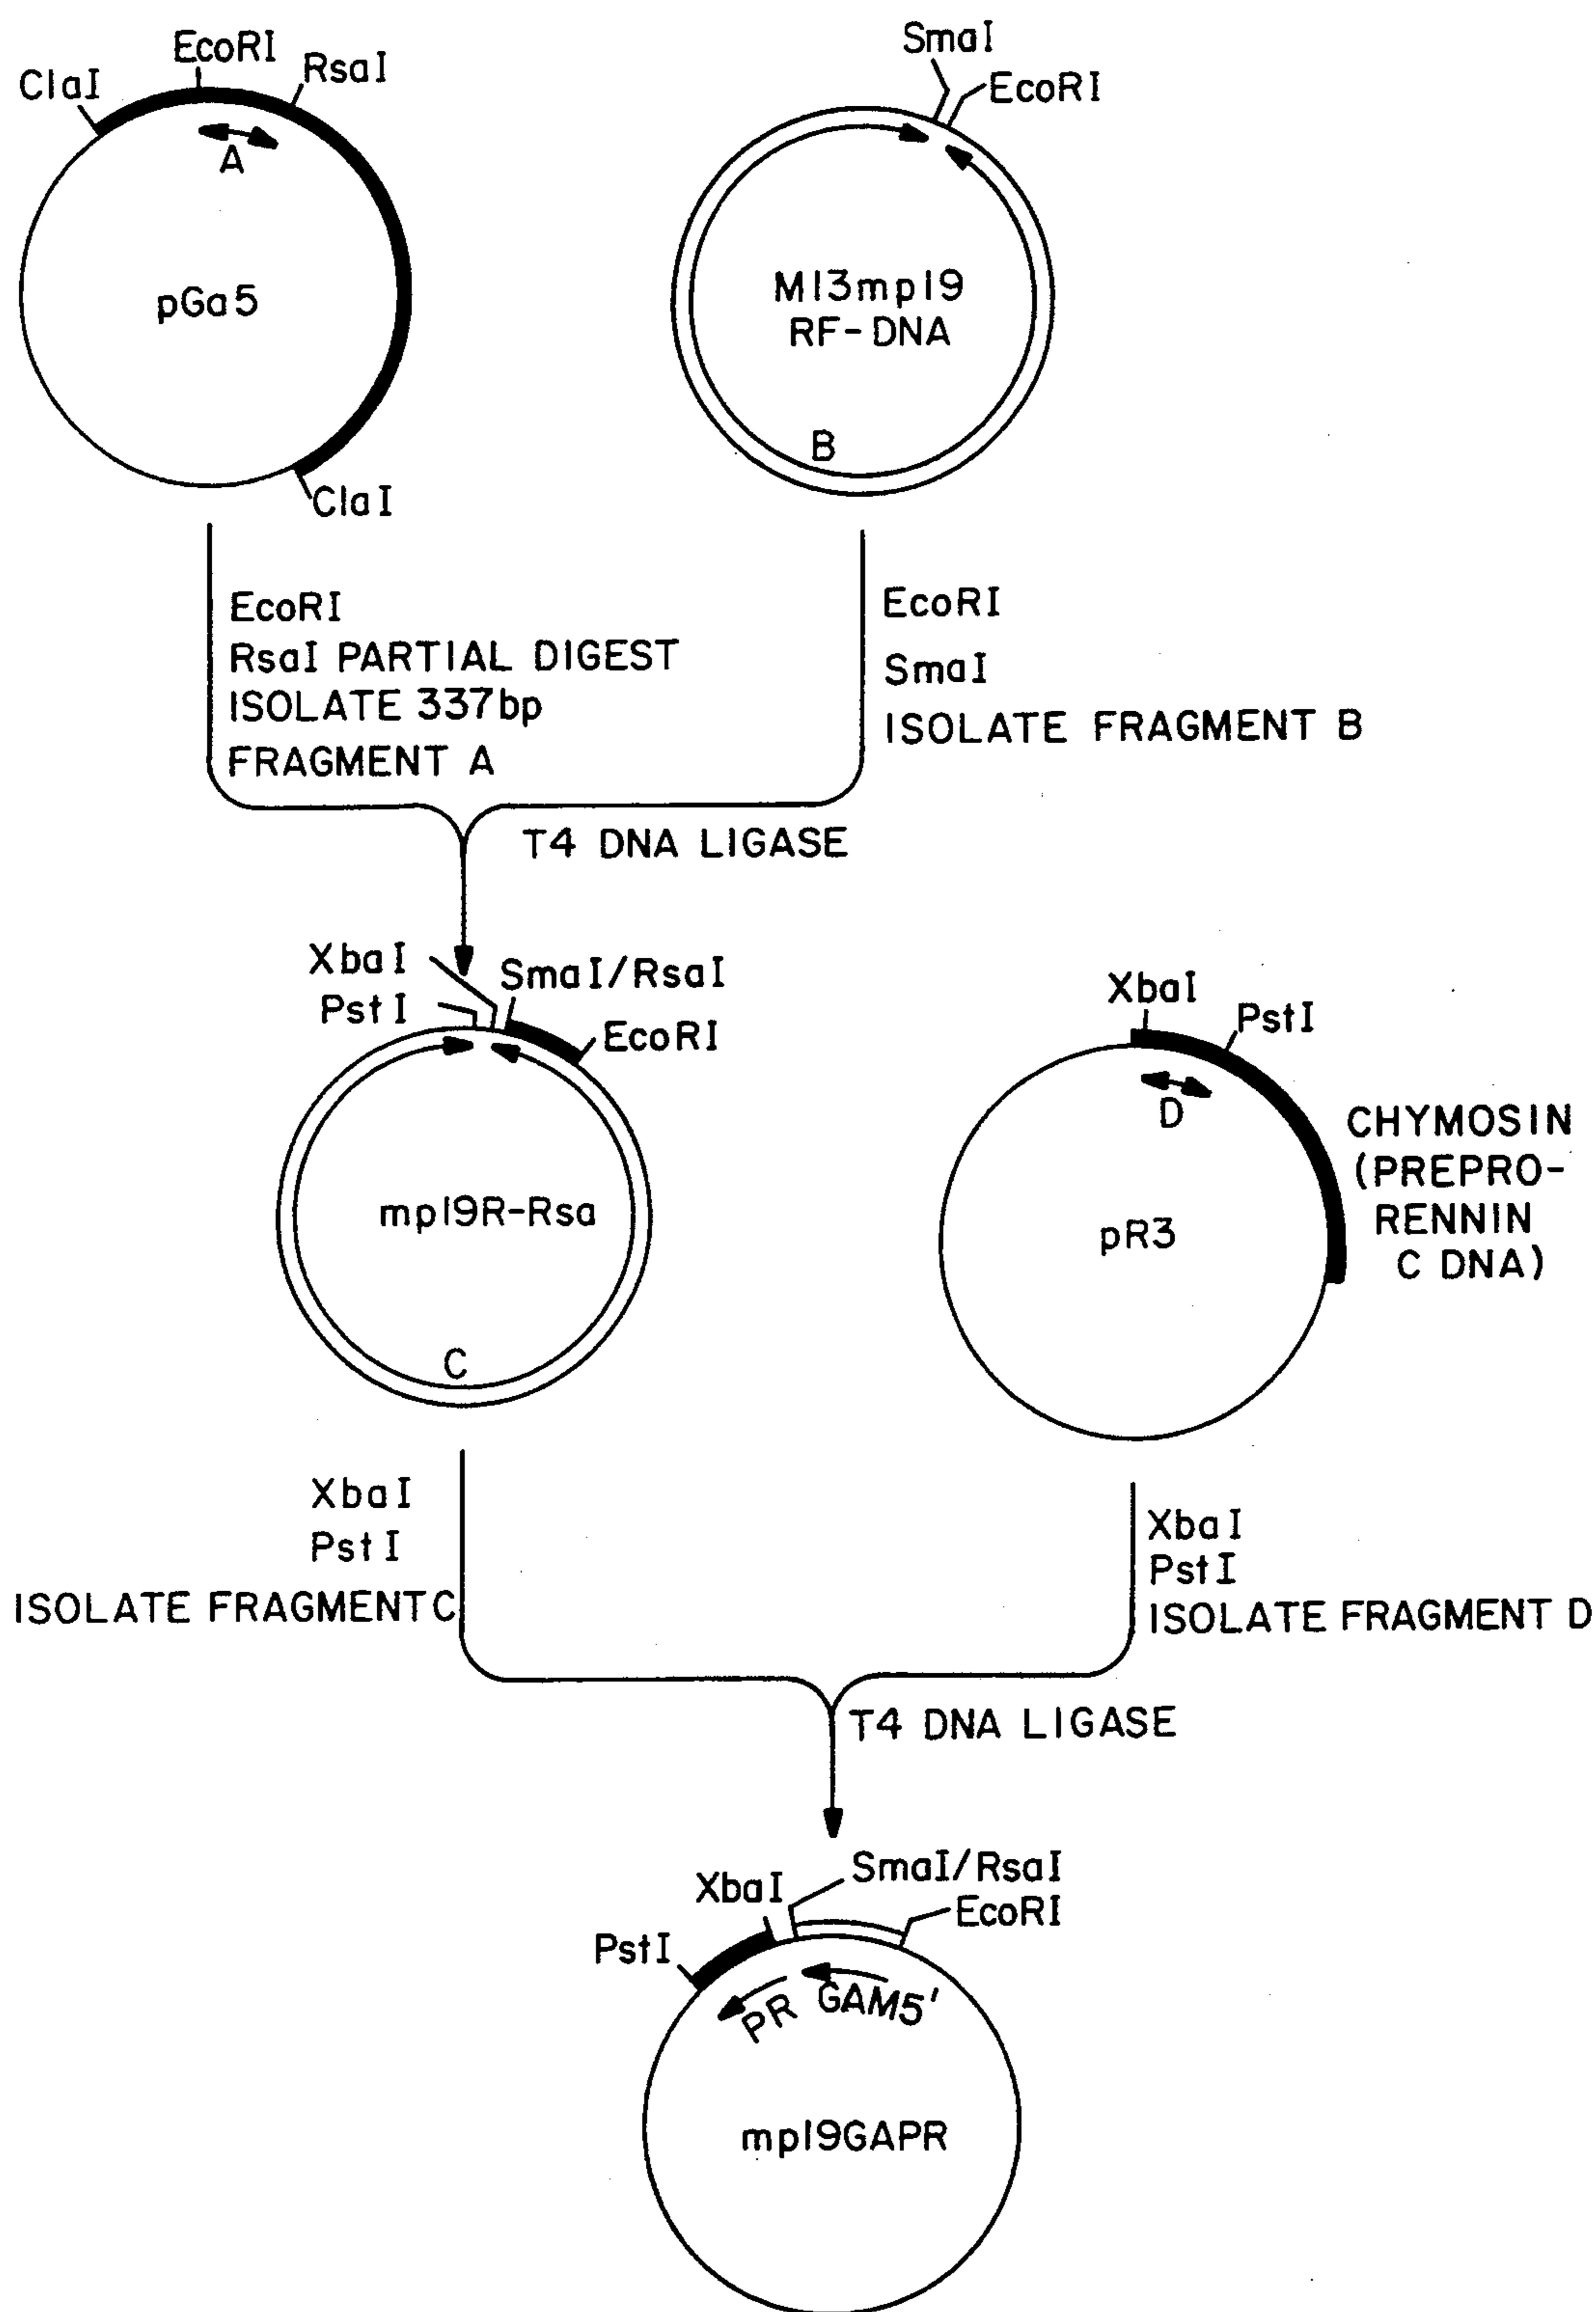 EcoRI
RsaI
ClaI
A
pGa5
ClaI
SmaI
EcoRI
M13mp19
RF-DNA
B
EcoRI
RsaI PARTIAL DIGEST
ISOLATE 337bp
FRAGMENT A
EcoRI
SmaI
ISOLATE FRAGMENT B
T4 DNA LIGASE
XbaI
SmaI/RsaI
PstI
EcoRI
mp19R-Rsa
C
XbaI
PstI
D
pR3
CHYMOSIN
(PREPRO-
RENNIN
C DNA)
XbaI
PstI
ISOLATE FRAGMENT C
XbaI
PstI
ISOLATE FRAGMENT D
T4 DNA LIGASE
SmaI/RsaI
XbaI
EcoRI
PstI
PR
GAM5'
mp19GAPR